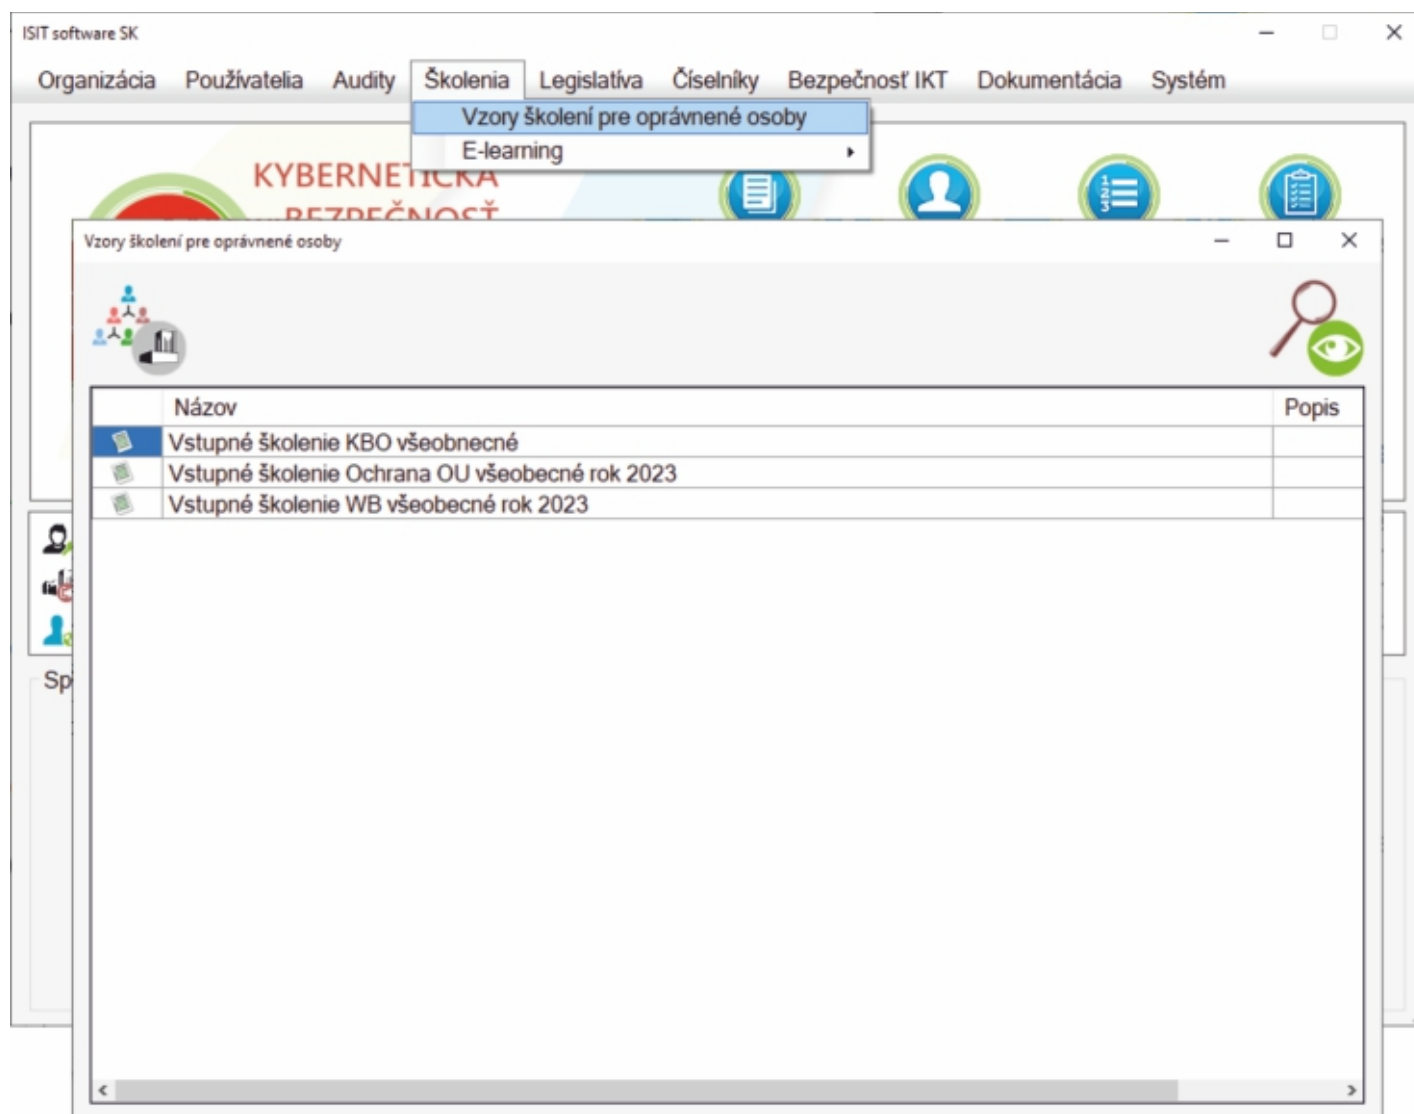 ISIT software SK
Organizácia Používatelia Audity Školenia Legislatíva Číselníky Bezpečnosť IKT Dokumentácia Systém
Vzory školení pre oprávnené osoby
E-learning
KYBERNETICKÁ
BEZPEČNOSŤ
Vzory školení pre oprávnené osoby
Názov Popis
Vstupné školenie KBO všeobnecné
Vstupné školenie Ochrana OU všeobecné rok 2023
Vstupné školenie WB všeobecné rok 2023
Sp